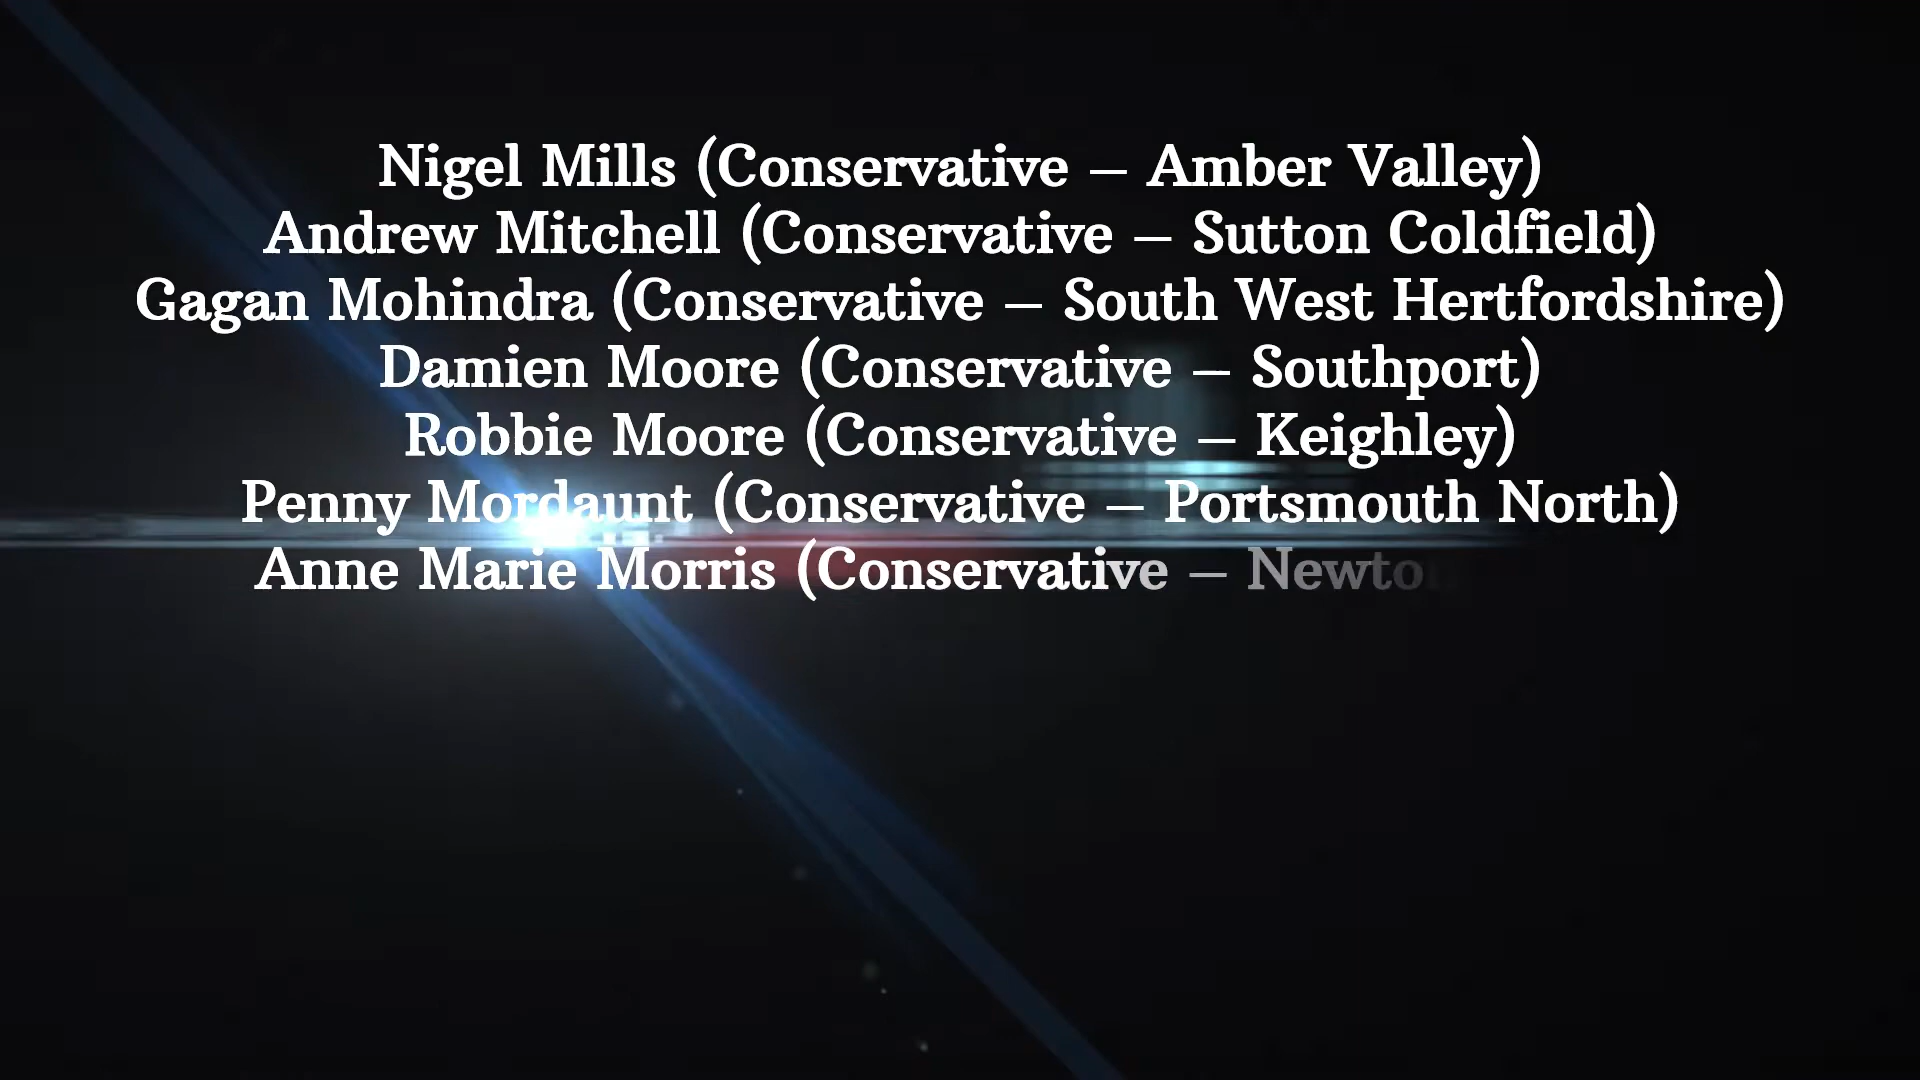 Nigel Mills (Conservative – Amber Valley)
Andrew Mitchell (Conservative – Sutton Coldfield)
Gagan Mohindra (Conservative – South West Hertfordshire)
Damien Moore (Conservative – Southport)
Robbie Moore (Conservative – Keighley)
Penny Mordaunt (Conservative – Portsmouth North)
Anne Marie Morris (Conservative –